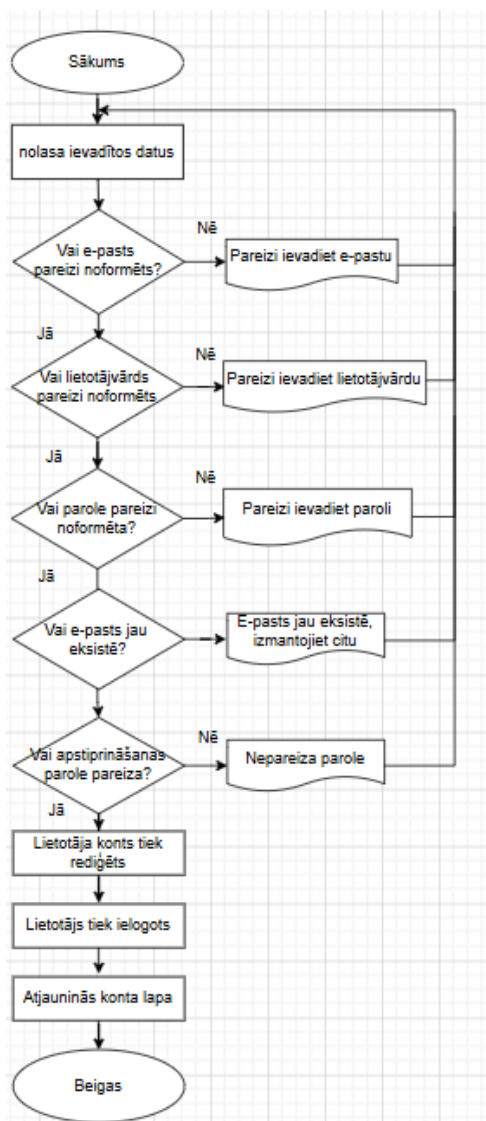 Sākums
nolasa ievadītos datus
Vai e-pasts
pareizi noformēts?
Nē
Pareizi ievadiet e-pastu
Jā
Vai lietotājvārds
pareizi noformēts
Nē
Pareizi ievadiet lietotājvārdu
Jā
Vai parole pareizi
noformēta?
Nē
Pareizi ievadiet paroli
Jā
Vai e-pasts jau
eksistē?
E-pasts jau eksistē,
izmantojiet citu
Vai apstiprināšanas
parole pareiza?
Nē
Nepareiza parole
Jā
Lietotāja konts tiek
rediģēts
Lietotājs tiek ielogots
Atjauninās konta lapa
Beigas